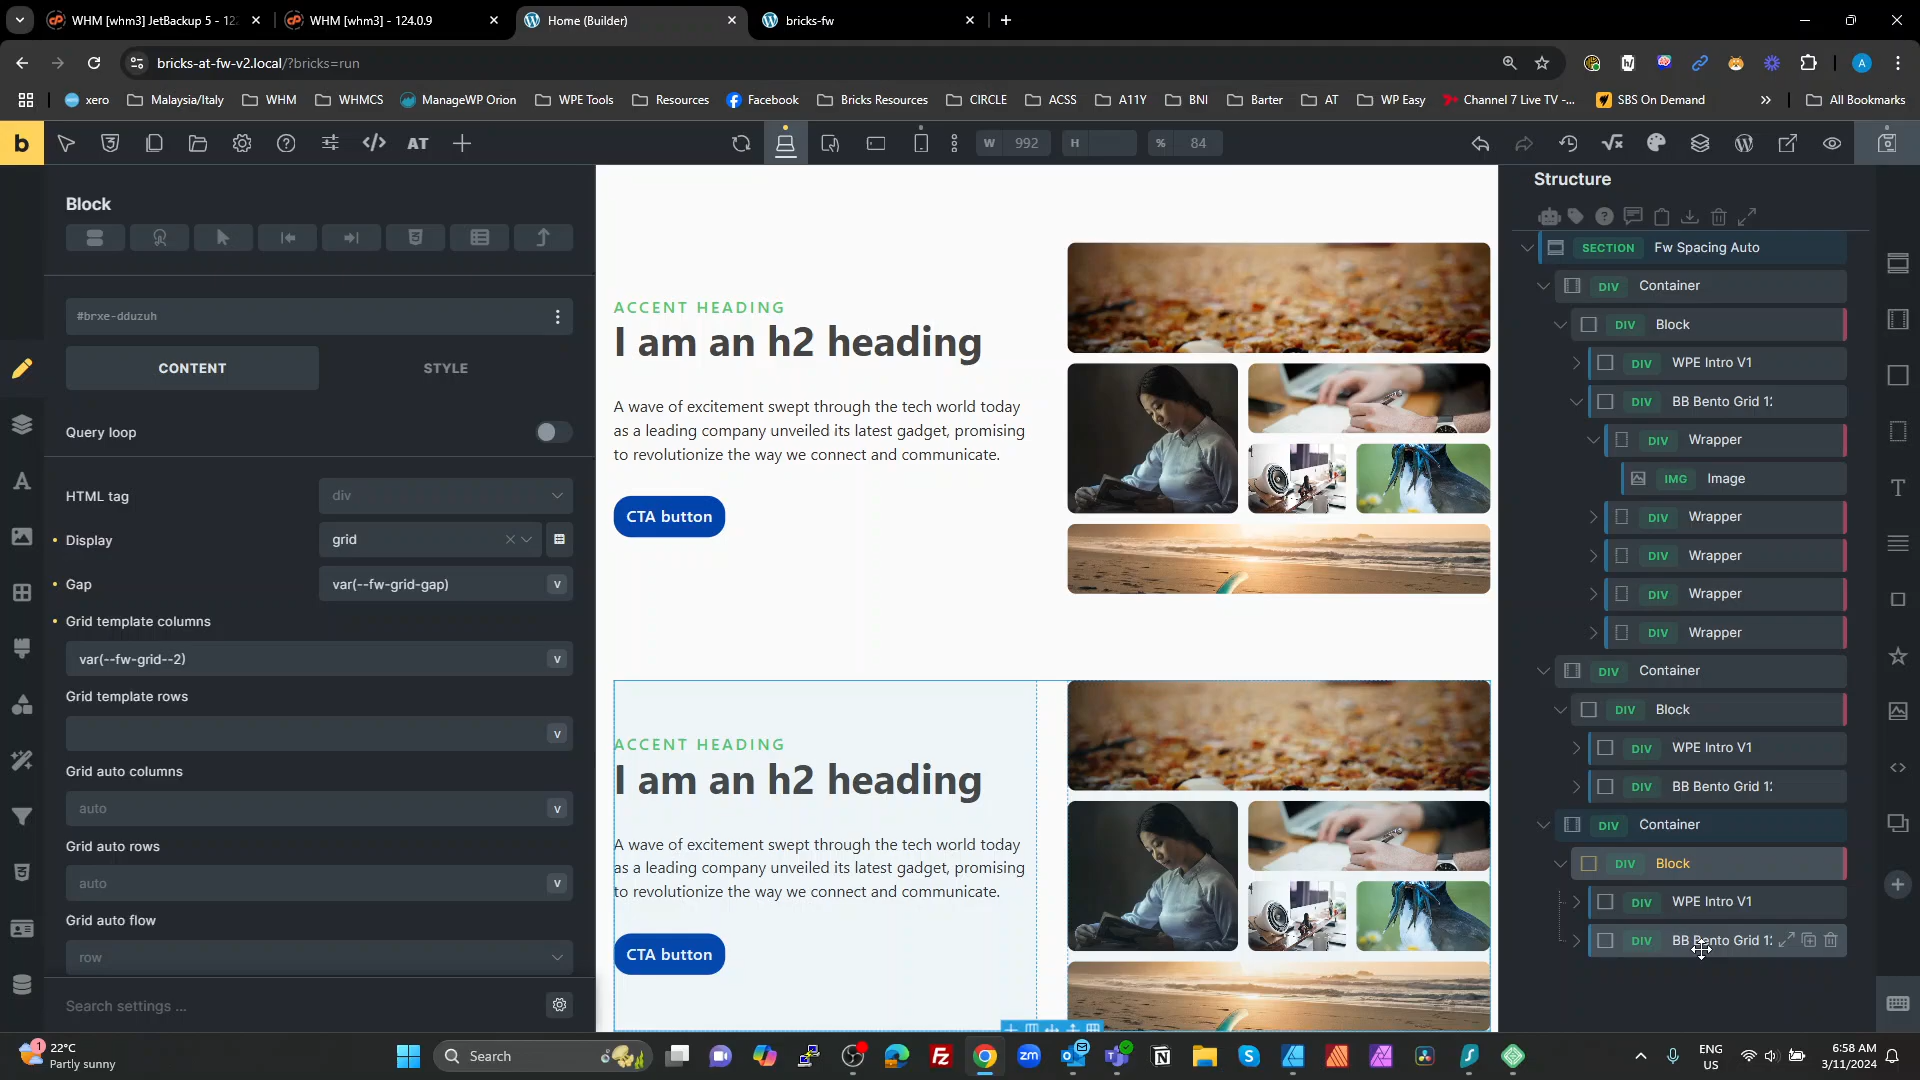 WHM [whm3] JetBackup 5 - 12
WHM [whm3] - 124.0.9
Home (Builder)
bricks-fw
bricks-at-fw-v2.local/?bricks=run
xero
Malaysia/Italy
WHM
WHMCS
ManageWP Orion
WPE Tools
Resources
Facebook
Bricks Resources
CIRCLE
ACSS
A11Y
BNI
Barter
AT
WP Easy
Channel 7 Live TV -...
SBS On Demand
All Bookmarks
b
AT
W 992
H
% 84
Block
#brxe-dduzuh
CONTENT
STYLE
Query loop
HTML tag
div
Display
grid
Gap
var(--fw-grid-gap)
Grid template columns
var(--fw-grid--2)
Grid template rows
Grid auto columns
auto
Grid auto rows
auto
Grid auto flow
row
Search settings ...
ACCENT HEADING
I am an h2 heading
A wave of excitement swept through the tech world today
as a leading company unveiled its latest gadget, promising
to revolutionize the way we connect and communicate.
CTA button
ACCENT HEADING
I am an h2 heading
A wave of excitement swept through the tech world today
as a leading company unveiled its latest gadget, promising
to revolutionize the way we connect and communicate.
CTA button
Structure
SECTION Fw Spacing Auto
DIV Container
DIV Block
DIV WPE Intro V1
DIV BB Bento Grid 12
DIV Wrapper
IMG Image
DIV Wrapper
DIV Wrapper
DIV Wrapper
DIV Wrapper
DIV Container
DIV Block
DIV WPE Intro V1
DIV BB Bento Grid 12
DIV Container
DIV Block
DIV WPE Intro V1
DIV BB Bento Grid 12
1
22°C
Partly sunny
Search
ENG
US
6:58 AM
3/11/2024